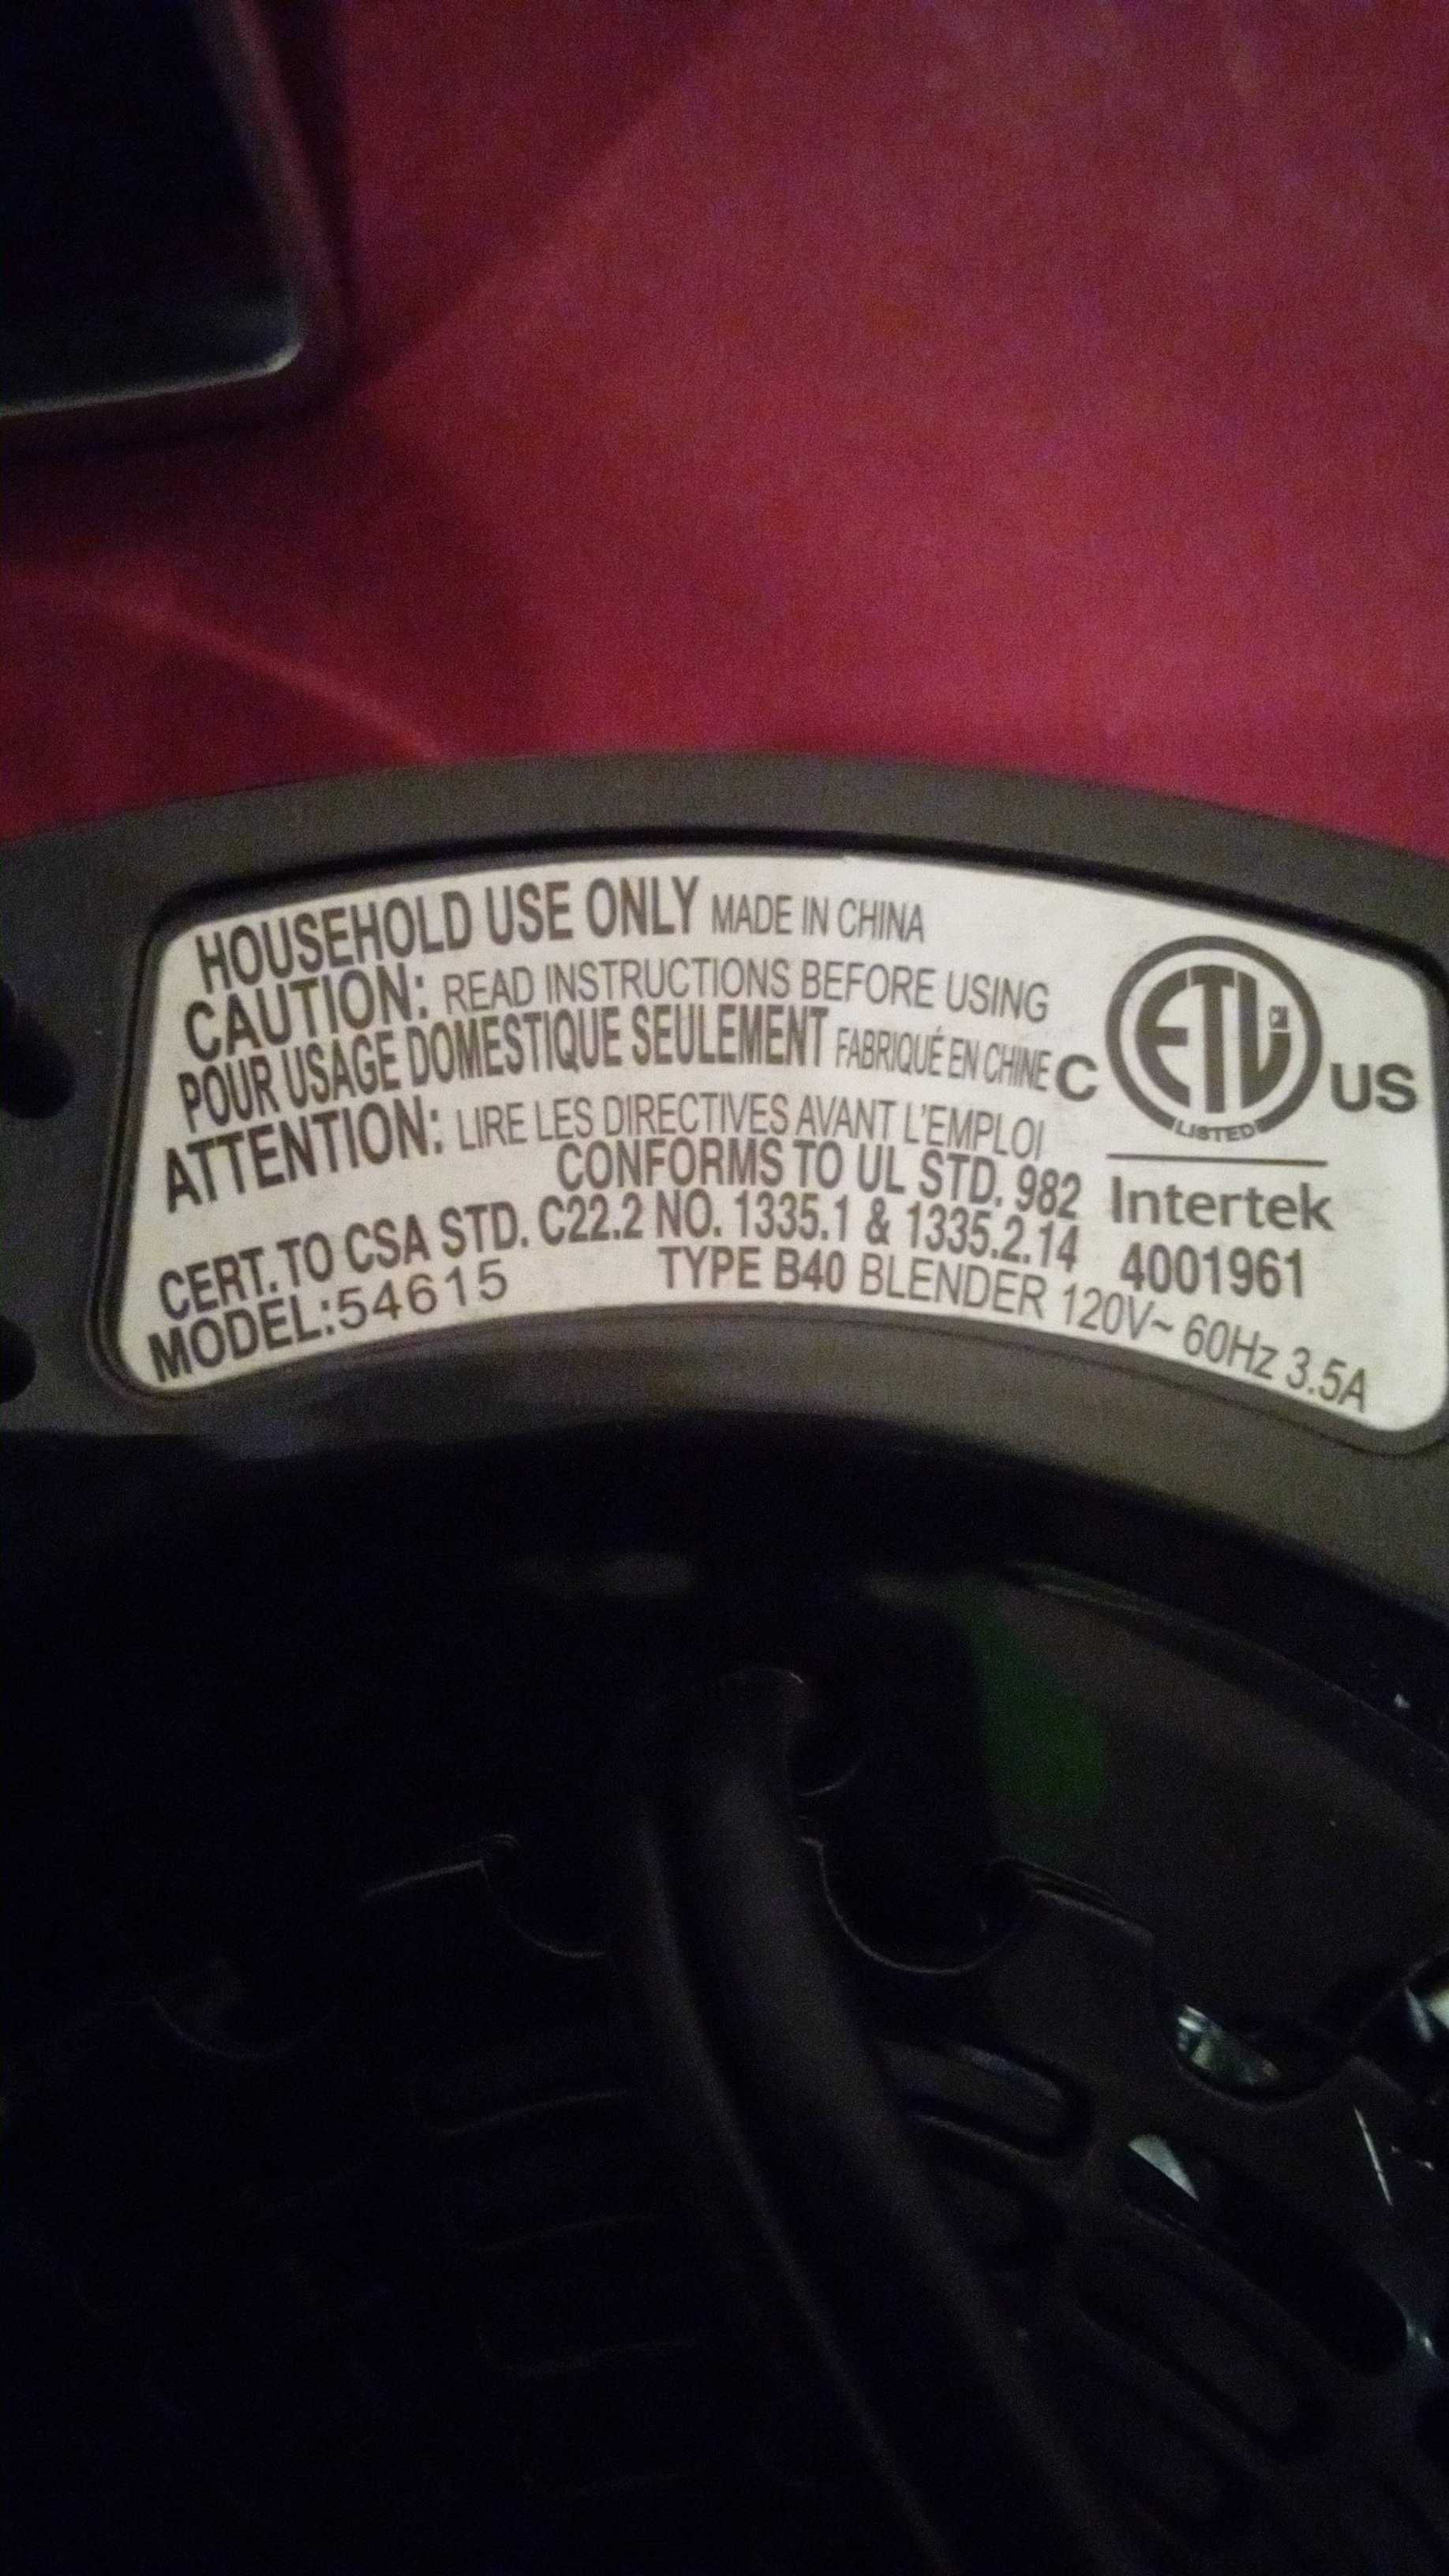 HOUSEHOLD USE ONLY MADE IN CHINA
CAUTION: READ INSTRUCTIONS BEFORE USING
POUR USAGE DOMESTIQUE SEULEMENT FABRIQUÉ EN CHINE
ATTENTION: LIRE LES DIRECTIVES AVANT L'EMPLOI
CONFORMS TO UL STD. 982
CERT. TO CSA STD. C22.2 NO. 1335.1 & 1335.2.14
MODEL:54615 TYPE B40 BLENDER 120V~ 60Hz 3.5A
C ETL CM US
LISTED
Intertek
4001961